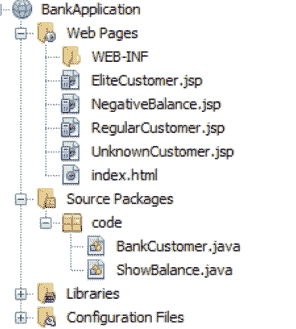 BankApplication
Web Pages
WEB-INF
EliteCustomer.jsp
NegativeBalance.jsp
RegularCustomer.jsp
UnknownCustomer.jsp
index.html
Source Packages
code
BankCustomer.java
ShowBalance.java
Libraries
Configuration Files